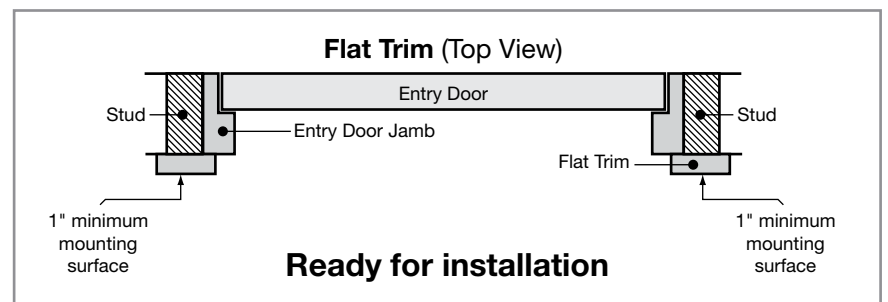 Flat Trim (Top View)
Entry Door
Stud
Stud
Entry Door Jamb
Flat Trim
1" minimum
mounting
surface
1" minimum
mounting
surface
Ready for installation